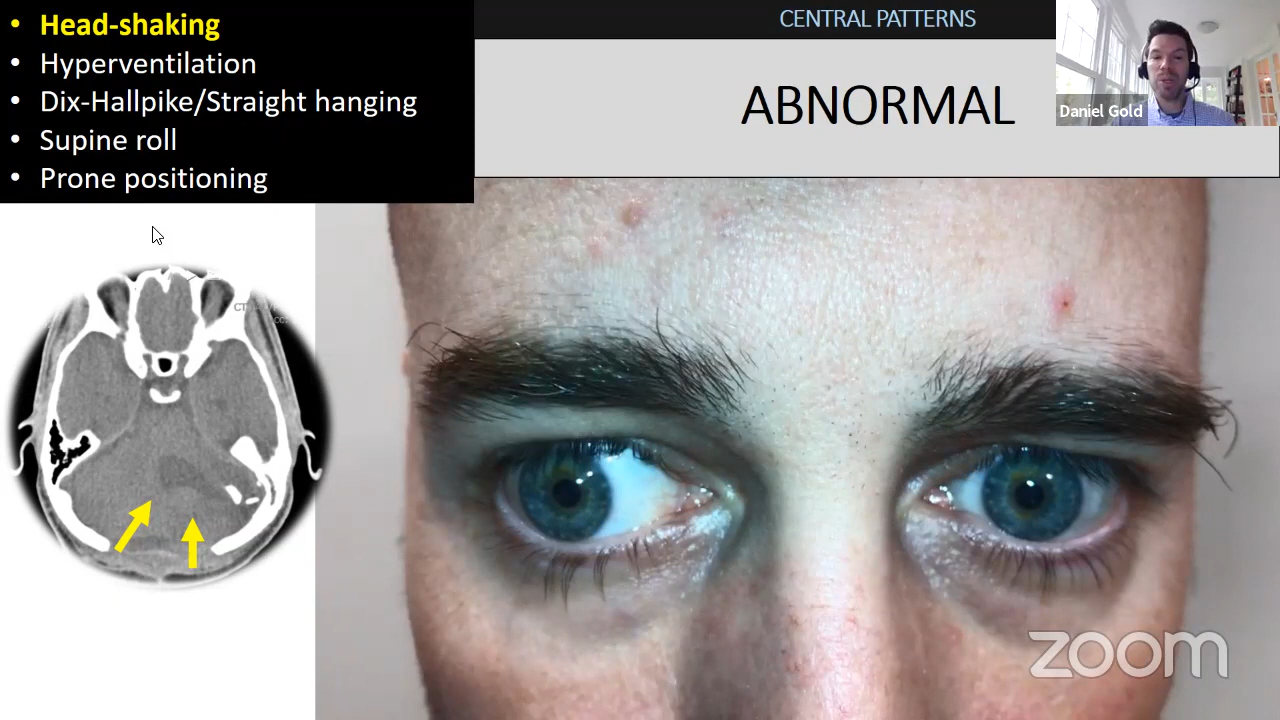 • Head-shaking
• Hyperventilation
• Dix-Hallpike/Straight hanging
• Supine roll
• Prone positioning
CENTRAL PATTERNS
ABNORMAL
Daniel Gold
zoom